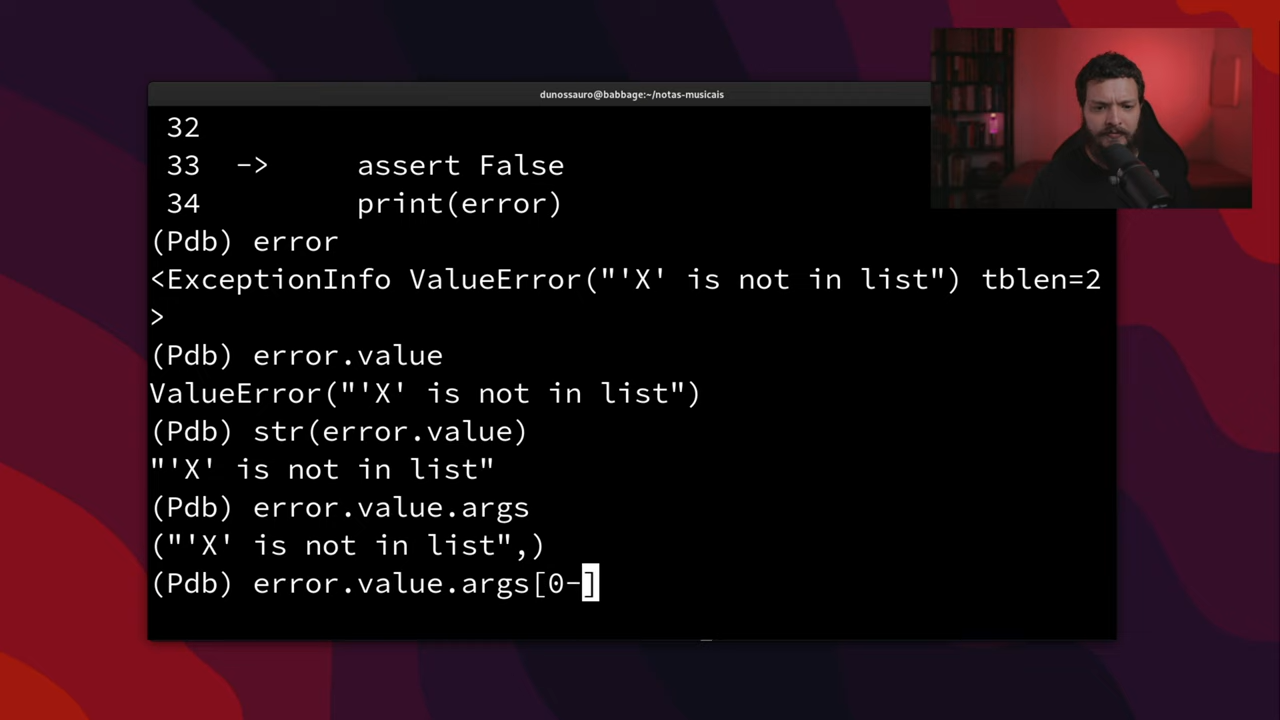 dunossauro@babbage:~/notas-musicais
32
33 -> assert False
34 print(error)
(Pdb) error
<ExceptionInfo ValueError("'X' is not in list") tblen=2
>
(Pdb) error.value
ValueError("'X' is not in list")
(Pdb) str(error.value)
"'X' is not in list"
(Pdb) error.value.args
("'X' is not in list",)
(Pdb) error.value.args[0-]